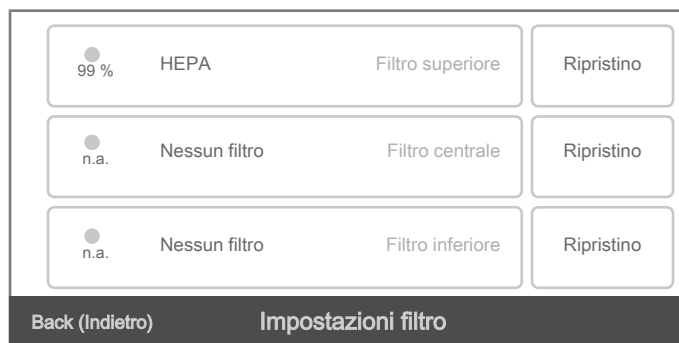 99 % HEPA Filtro superiore Ripristino
n.a. Nessun filtro Filtro centrale Ripristino
n.a. Nessun filtro Filtro inferiore Ripristino
Back (Indietro) Impostazioni filtro